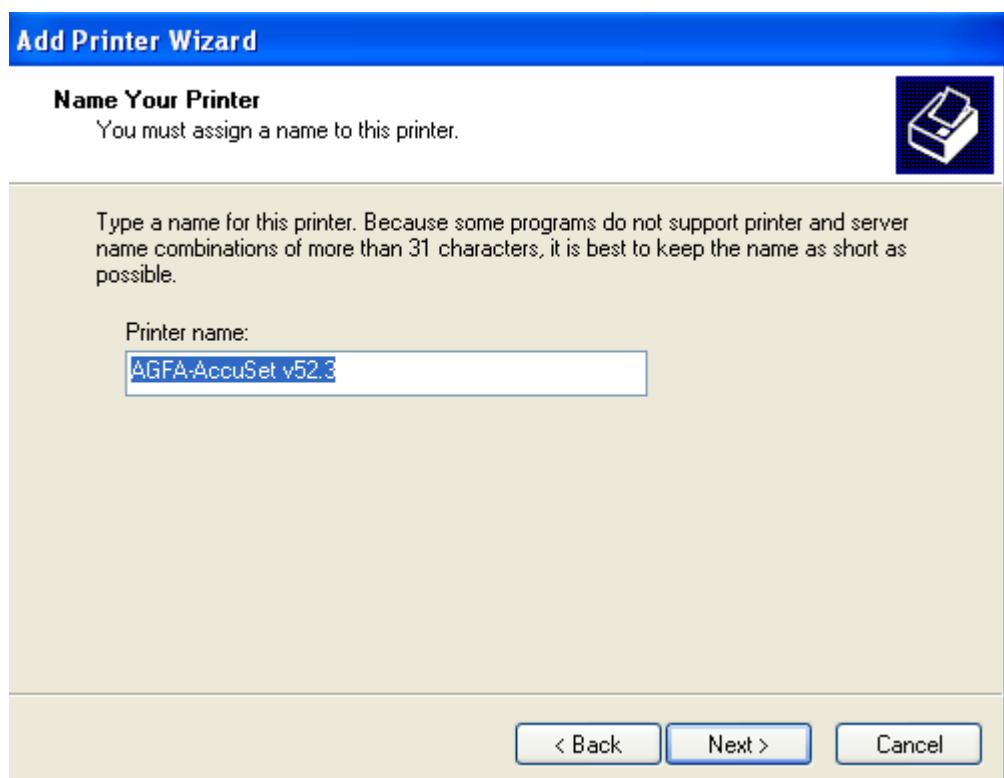 Add Printer Wizard
Name Your Printer
You must assign a name to this printer.
Type a name for this printer. Because some programs do not support printer and server
name combinations of more than 31 characters, it is best to keep the name as short as
possible.
Printer name:
AGFA-AccuSet v52.3
< Back Next > Cancel